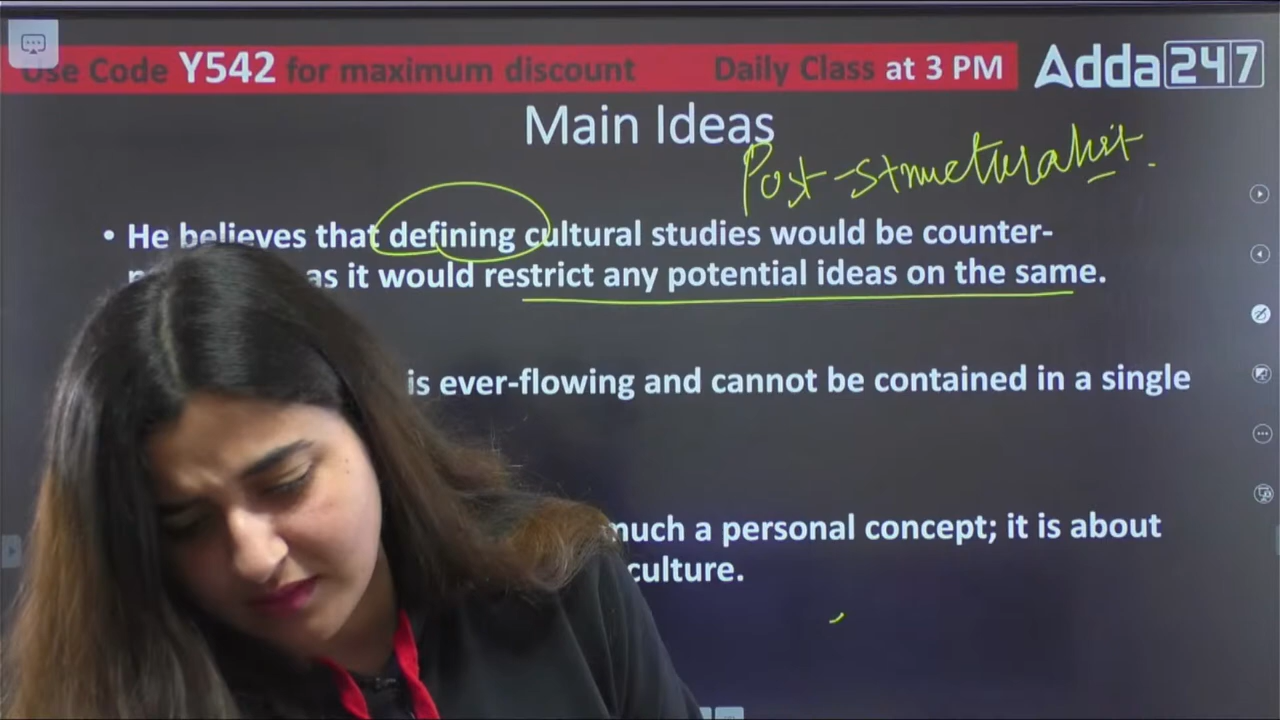 Use Code Y542 for maximum discount Daily Class at 3 PM Adda247
Main Ideas
Post-structuralist.
• He believes that defining cultural studies would be counter-
as it would restrict any potential ideas on the same.
is ever-flowing and cannot be contained in a single
much a personal concept; it is about
culture.